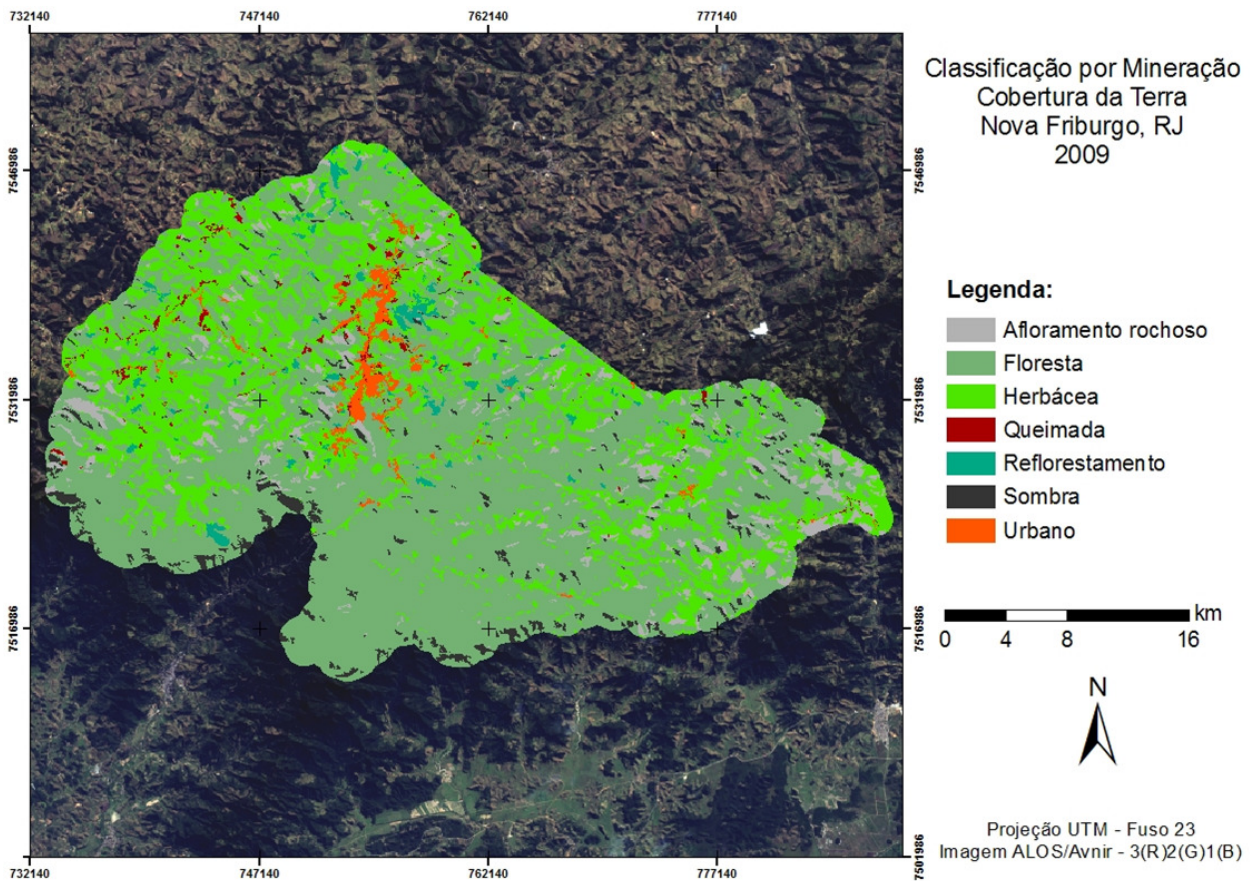 732140 747140 762140 777140
Classificação por Mineração
Cobertura da Terra
Nova Friburgo, RJ
2009
7546986 7546986
Legenda:
Afloramento rochoso
Floresta
Herbácea
Queimada
Reflorestamento
Sombra
Urbano
7531986 7531986
km
0 4 8 16
7516986 7516986
N
Projeção UTM - Fuso 23
Imagem ALOS/Avnir - 3(R)2(G)1(B)
7501986
732140 747140 762140 777140